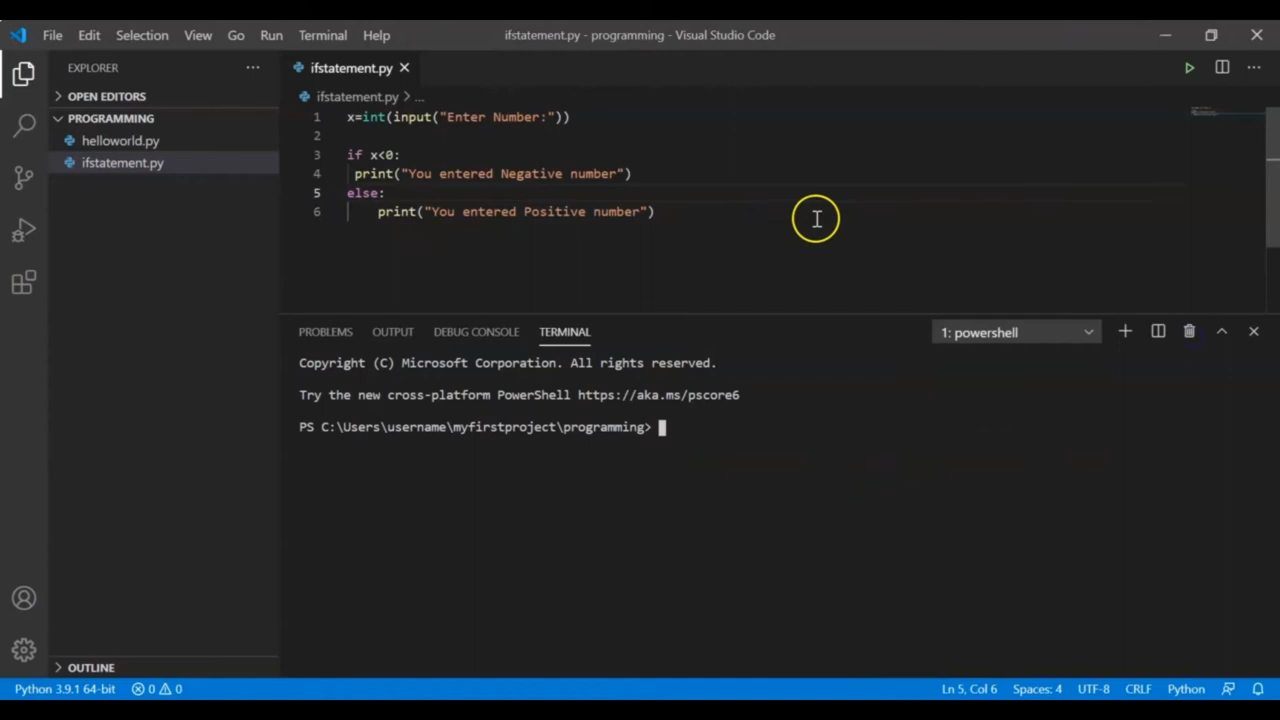 File Edit Selection View Go Run Terminal Help ifstatement.py - programming - Visual Studio Code
EXPLORER
OPEN EDITORS
PROGRAMMING
helloworld.py
ifstatement.py
OUTLINE
ifstatement.py
ifstatement.py > ...
1 x=int(input("Enter Number:"))
2
3 if x<0:
4  print("You entered Negative number")
5 else:
6     print("You entered Positive number")
PROBLEMS OUTPUT DEBUG CONSOLE TERMINAL 1: powershell
Copyright (C) Microsoft Corporation. All rights reserved.
Try the new cross-platform PowerShell https://aka.ms/pscore6
PS C:\Users\username\myfirstproject\programming>
Python 3.9.1 64-bit 0 0 Ln 5, Col 6 Spaces: 4 UTF-8 CRLF Python